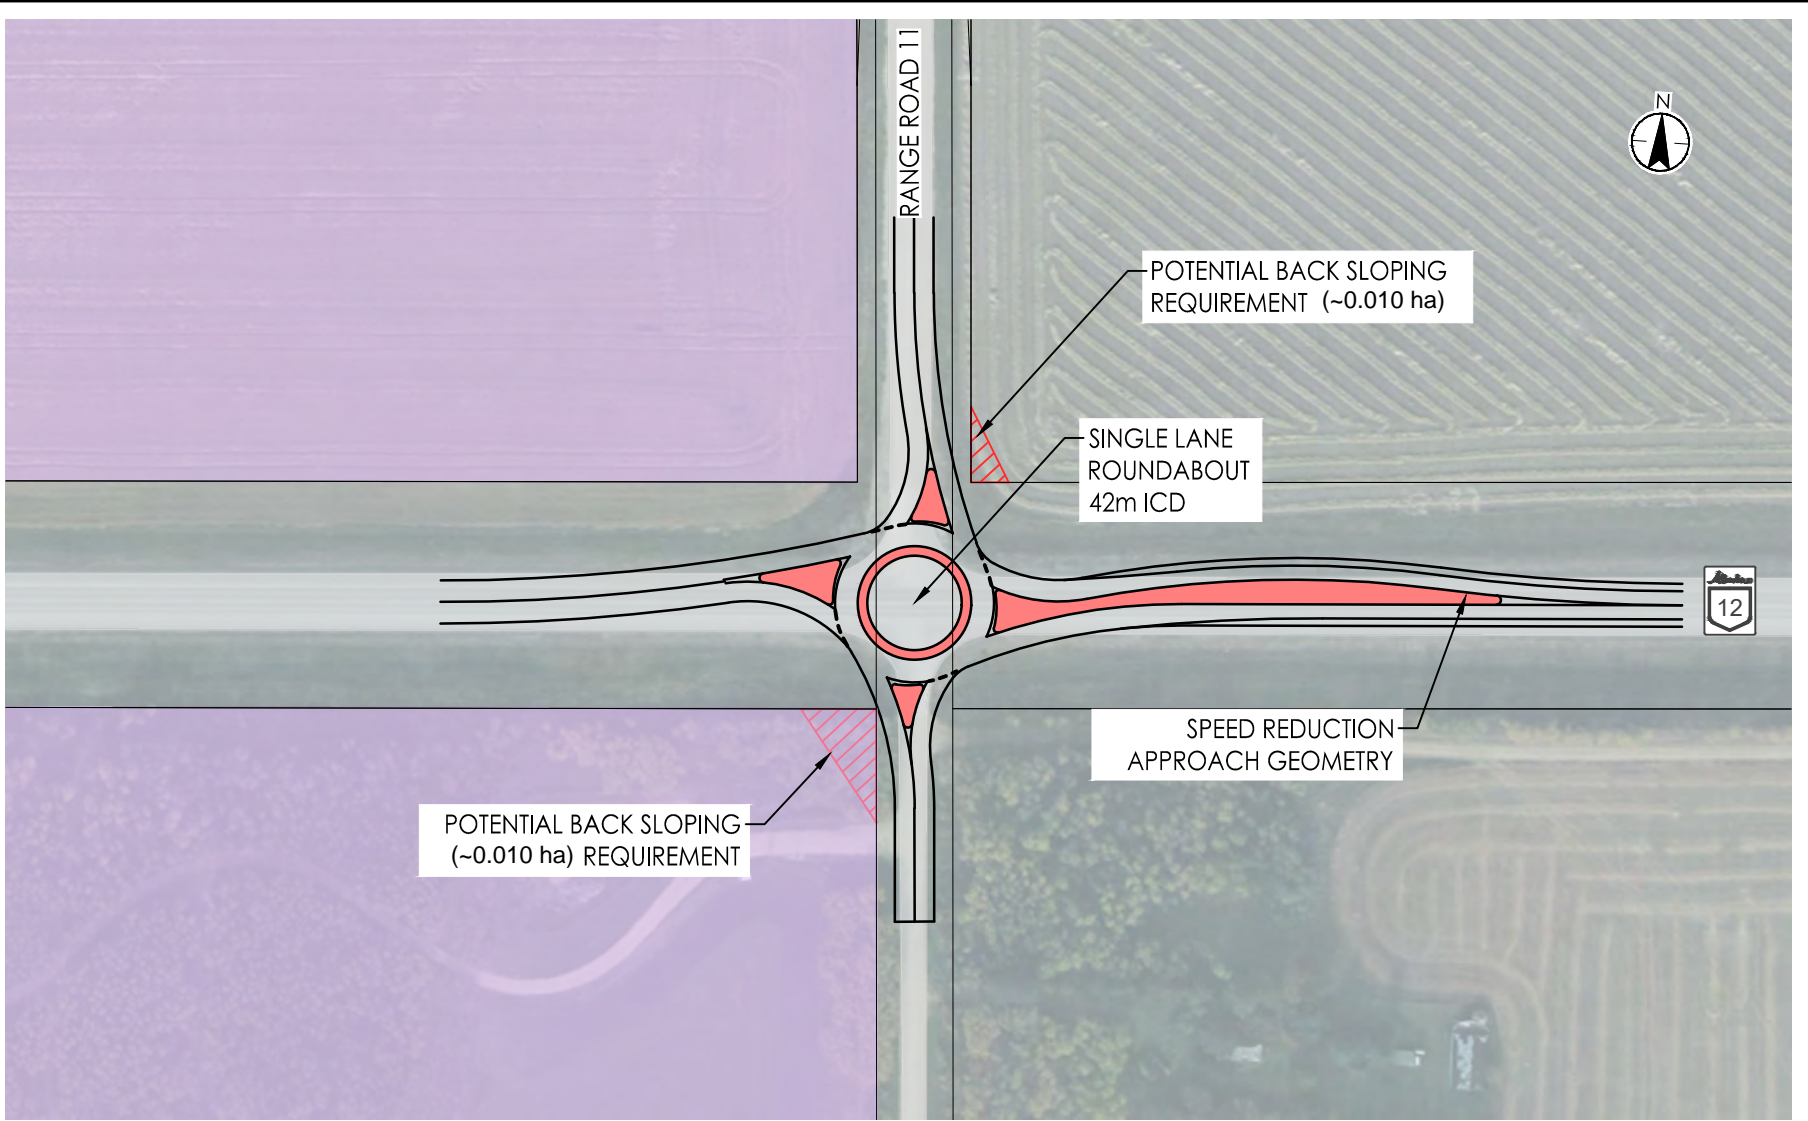 RANGE ROAD 11
N
POTENTIAL BACK SLOPING
REQUIREMENT (~0.010 ha)
SINGLE LANE
ROUNDABOUT
42m ICD
12
SPEED REDUCTION
APPROACH GEOMETRY
POTENTIAL BACK SLOPING
(~0.010 ha) REQUIREMENT